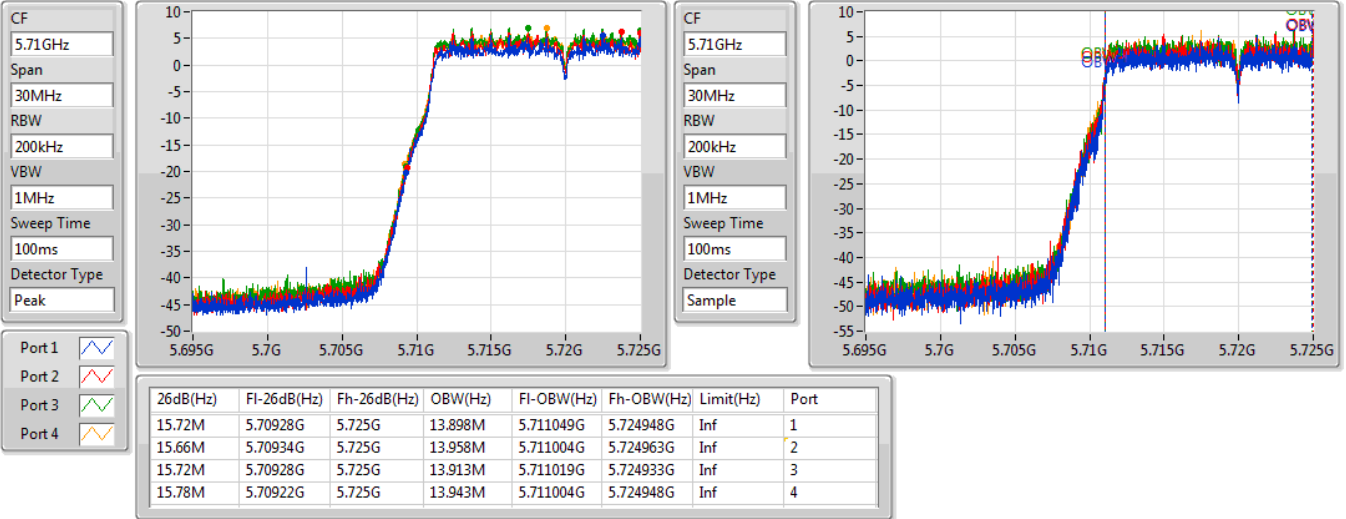 CF
5.71GHz
Span
30MHz
RBW
200kHz
VBW
1MHz
Sweep Time
100ms
Detector Type
Peak
10
5
0
-5
-10
-15
-20
-25
-30
-35
-40
-45
-50
5.695G 5.7G 5.705G 5.71G 5.715G 5.72G 5.725G
CF
5.71GHz
Span
30MHz
RBW
200kHz
VBW
1MHz
Sweep Time
100ms
Detector Type
Sample
10
5
0
-5
-10
-15
-20
-25
-30
-35
-40
-45
-50
-55
5.695G 5.7G 5.705G 5.71G 5.715G 5.72G 5.725G
Port 1
Port 2
Port 3
Port 4
26dB(Hz) Fl-26dB(Hz) Fh-26dB(Hz) OBW(Hz) Fl-OBW(Hz) Fh-OBW(Hz) Limit(Hz) Port
15.72M 5.70928G 5.725G 13.898M 5.711049G 5.724948G Inf 1
15.66M 5.70934G 5.725G 13.958M 5.711004G 5.724963G Inf 2
15.72M 5.70928G 5.725G 13.913M 5.711019G 5.724933G Inf 3
15.78M 5.70922G 5.725G 13.943M 5.711004G 5.724948G Inf 4